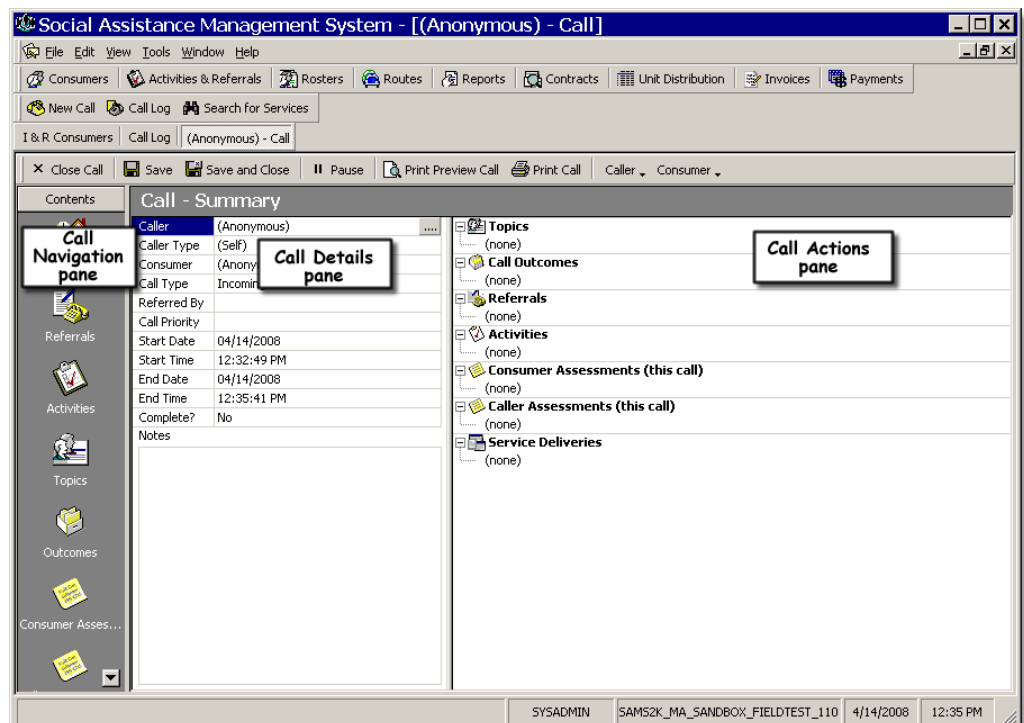 Social Assistance Management System - [(Anonymous) - Call]
File Edit View Tools Window Help
Consumers Activities & Referrals Rosters Routes Reports Contracts Unit Distribution Invoices Payments
New Call Call Log Search for Services
I & R Consumers Call Log (Anonymous) - Call
Close Call Save Save and Close Pause Print Preview Call Print Call Caller Consumer
Contents
Call Navigation pane
Referrals
Activities
Topics
Outcomes
Consumer Asses...
Call - Summary
Caller (Anonymous) ....
Caller Type (Self)
Consumer (Anony
Call Type Incomin
Referred By
Call Priority
Start Date 04/14/2008
Start Time 12:32:49 PM
End Date 04/14/2008
End Time 12:35:41 PM
Complete? No
Notes
Call Details pane
Topics
(none)
Call Outcomes
(none)
Referrals
(none)
Activities
(none)
Consumer Assessments (this call)
(none)
Caller Assessments (this call)
(none)
Service Deliveries
(none)
Call Actions pane
SYSADMIN SAMS2K_MA_SANDBOX_FIELDTEST_110 4/14/2008 12:35 PM